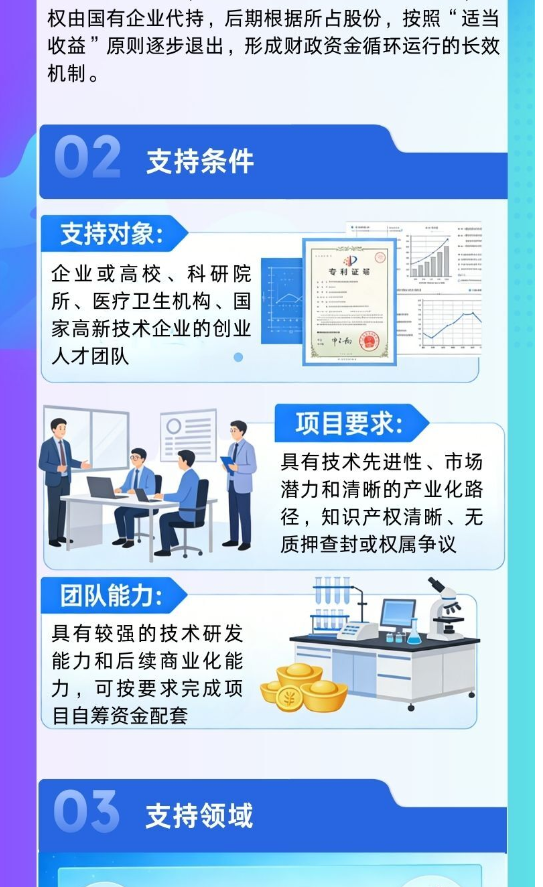 权由国有企业代持，后期根据所占股份，按照“适当
收益”原则逐步退出，形成财政资金循环运行的长效
机制。
02 支持条件
支持对象：
企业或高校、科研院
所、医疗卫生机构、国
家高新技术企业的创业
人才团队
专利证书
项目要求：
具有技术先进性、市场
潜力和清晰的产业化路
径，知识产权清晰、无
质押查封或权属争议
团队能力：
具有较强的技术研发
能力和后续商业化能
力，可按要求完成项
目自筹资金配套
03 支持领域